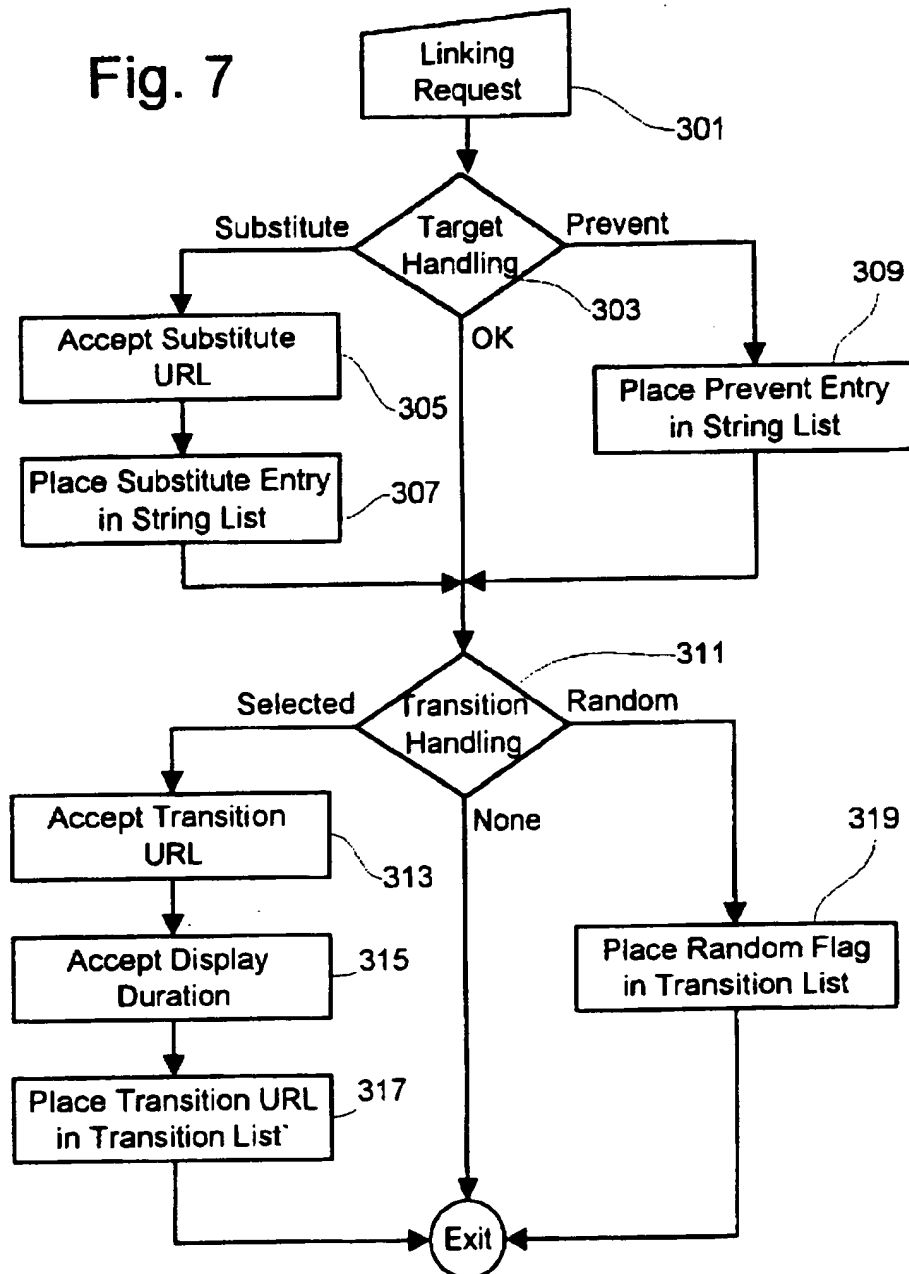 Fig. 7
Linking
Request
301
Substitute
Target
Handling
Prevent
303
OK
309
Accept Substitute
URL
305
Place Prevent Entry
in String List
Place Substitute Entry
in String List
307
311
Selected
Transition
Handling
Random
None
Accept Transition
URL
313
319
Accept Display
Duration
315
Place Random Flag
in Transition List
Place Transition URL
in Transition List
317
Exit